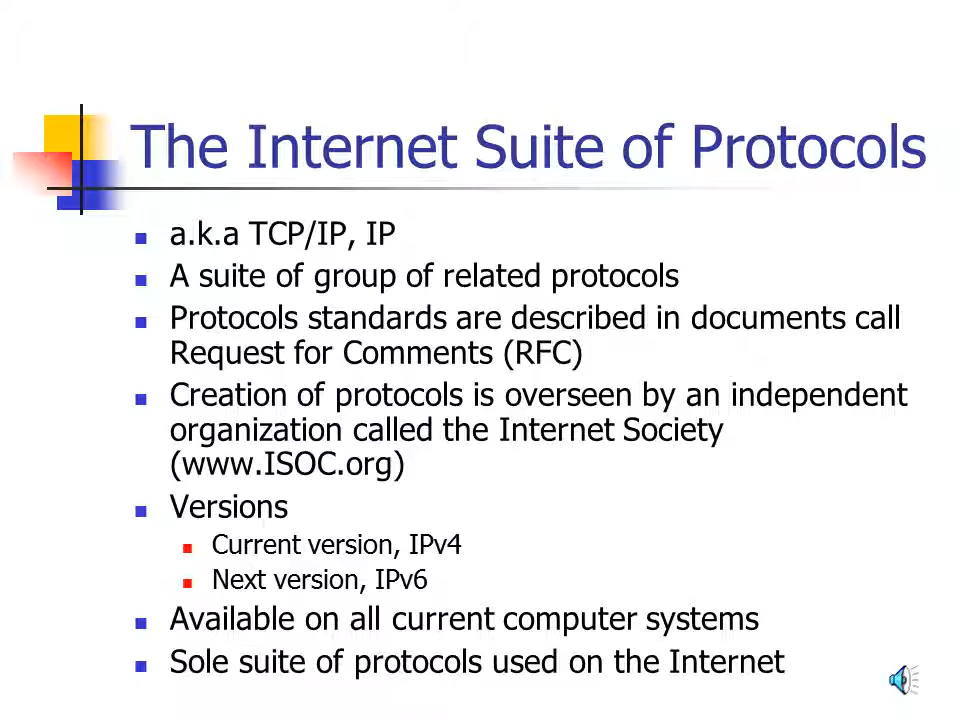 The Internet Suite of Protocols
a.k.a TCP/IP, IP
A suite of group of related protocols
Protocols standards are described in documents call
Request for Comments (RFC)
Creation of protocols is overseen by an independent
organization called the Internet Society
(www.ISOC.org)
Versions
Current version, IPv4
Next version, IPv6
Available on all current computer systems
Sole suite of protocols used on the Internet